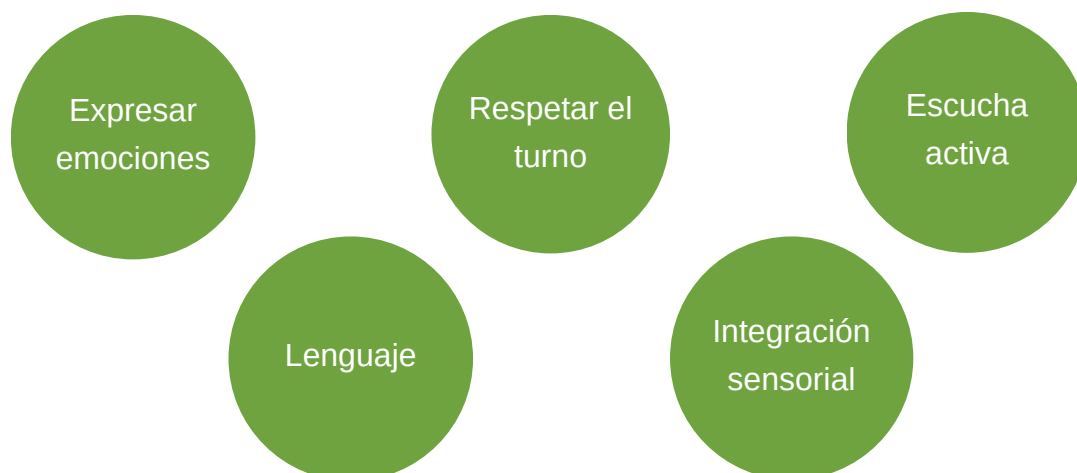 Expresar
emociones
Respetar el
turno
Escucha
activa
Lenguaje
Integración
sensorial